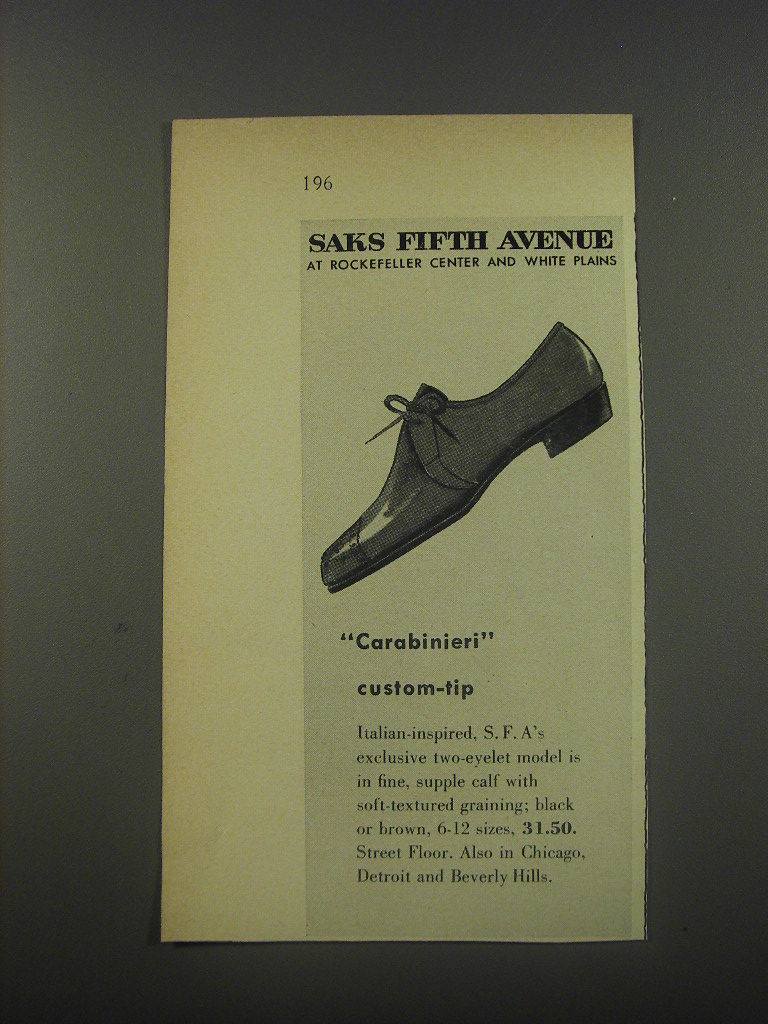 196
SAKS FIFTH AVENUE
AT ROCKEFELLER CENTER AND WHITE PLAINS
“Carabinieri”
custom-tip
Italian-inspired, S. F. A’s
exclusive two-eyelet model is
in fine, supple calf with
soft-textured graining; black
or brown, 6-12 sizes, 31.50.
Street Floor. Also in Chicago,
Detroit and Beverly Hills.